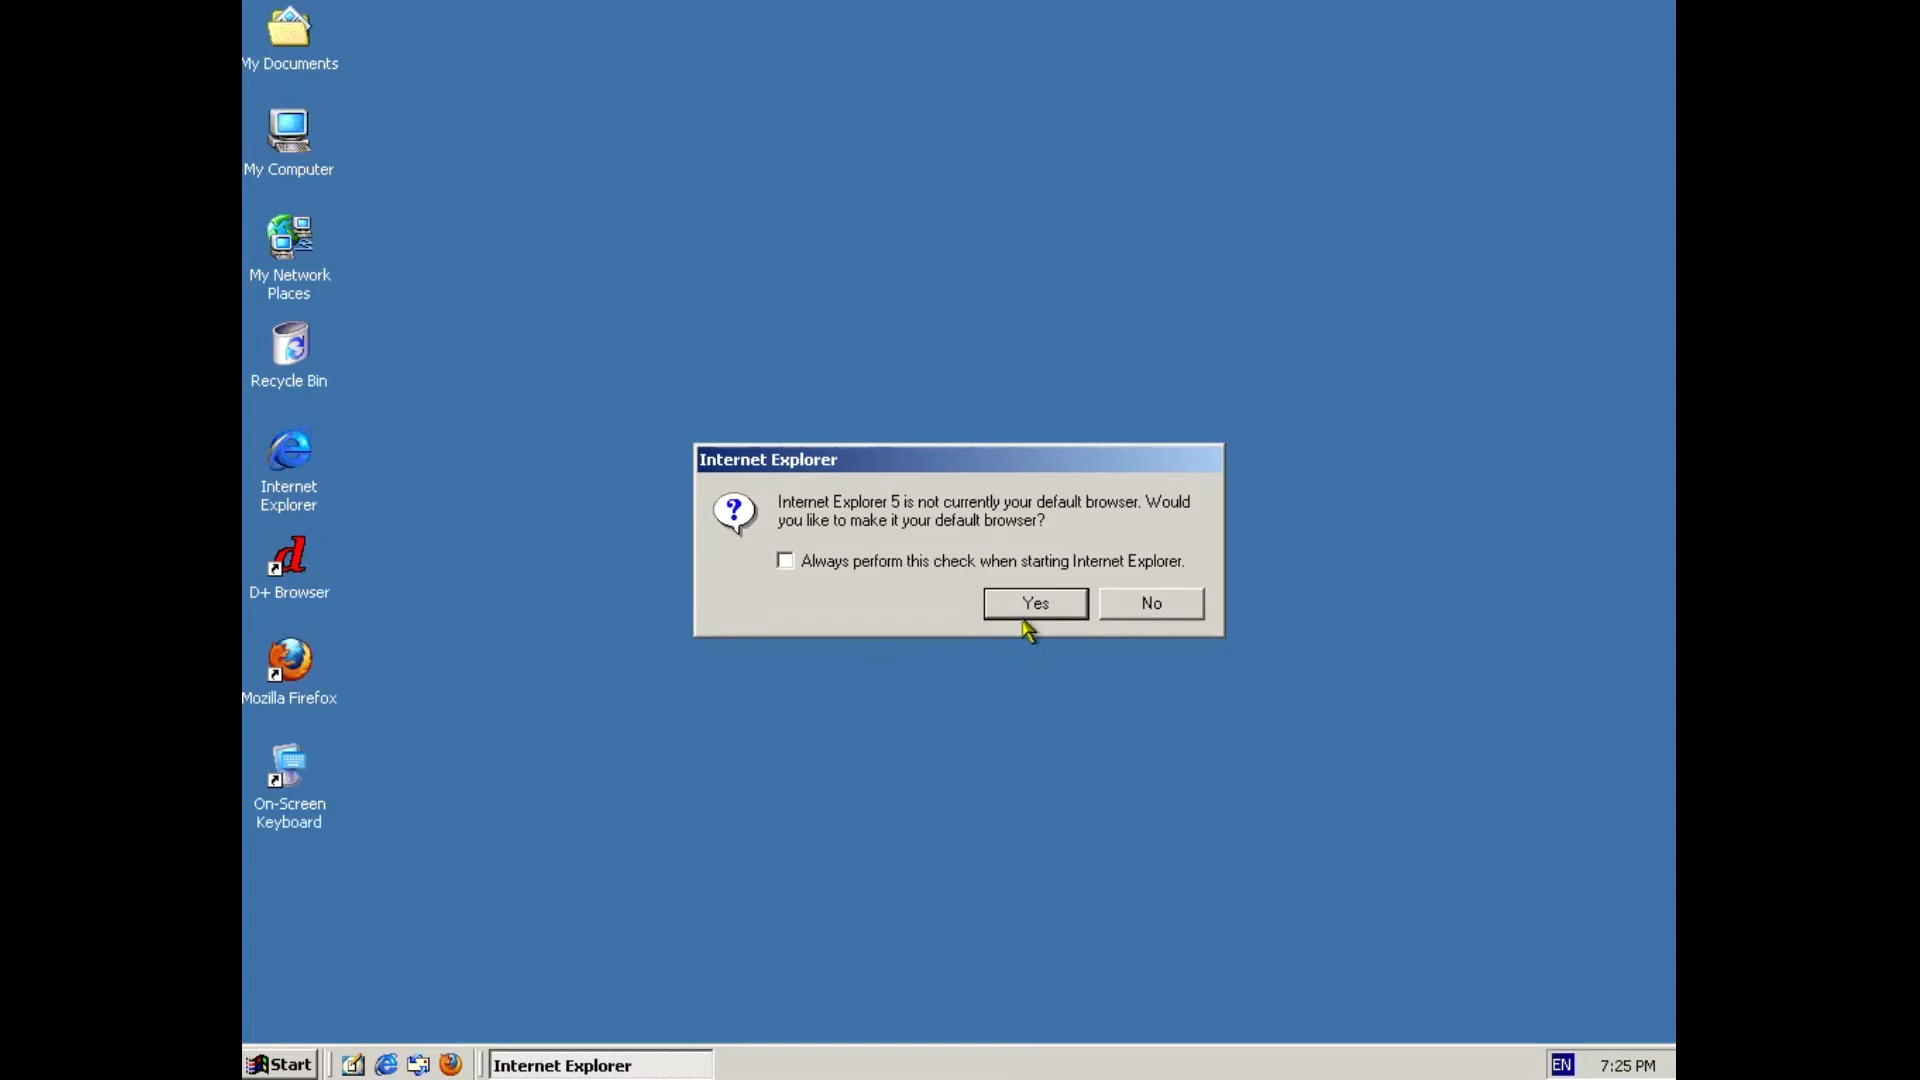 My Documents
My Computer
My Network
Places
Recycle Bin
Internet
Explorer
D+ Browser
Mozilla Firefox
On-Screen
Keyboard
Internet Explorer
Internet Explorer 5 is not currently your default browser. Would
you like to make it your default browser?
Always perform this check when starting Internet Explorer.
Yes No
Start Internet Explorer EN 7:25 PM